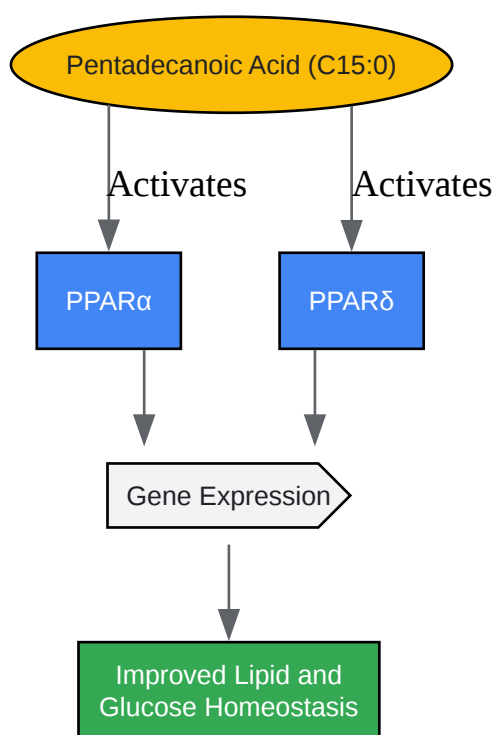 Pentadecanoic Acid (C15:0)
Activates
Activates
PPARα
PPARδ
Gene Expression
Improved Lipid and
Glucose Homeostasis